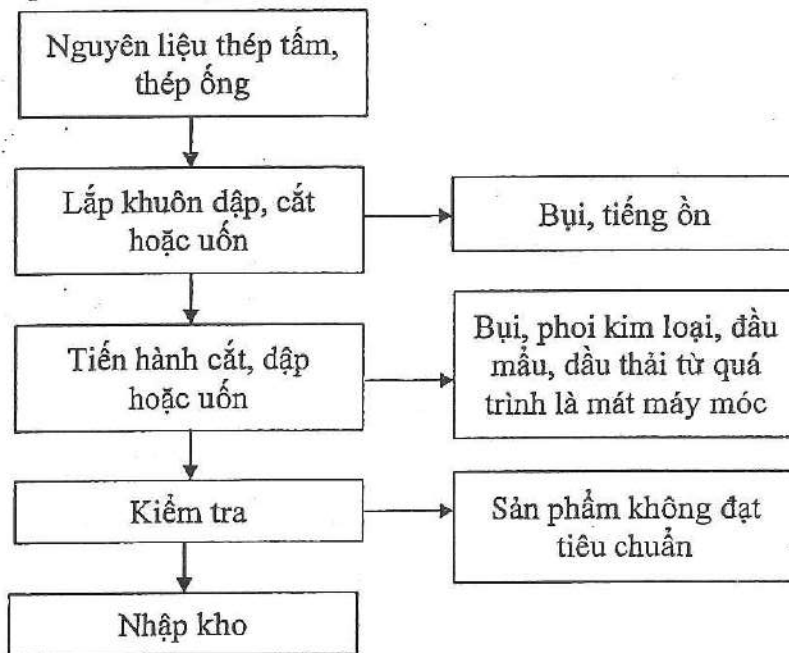 Nguyên liệu thép tấm,
thép ống
Lắp khuôn dập, cắt
hoặc uốn
Bụi, tiếng ồn
Tiến hành cắt, dập
hoặc uốn
Bụi, phoi kim loại, đầu
mẩu, dầu thải từ quá
trình là mát máy móc
Kiểm tra
Sản phẩm không đạt
tiêu chuẩn
Nhập kho